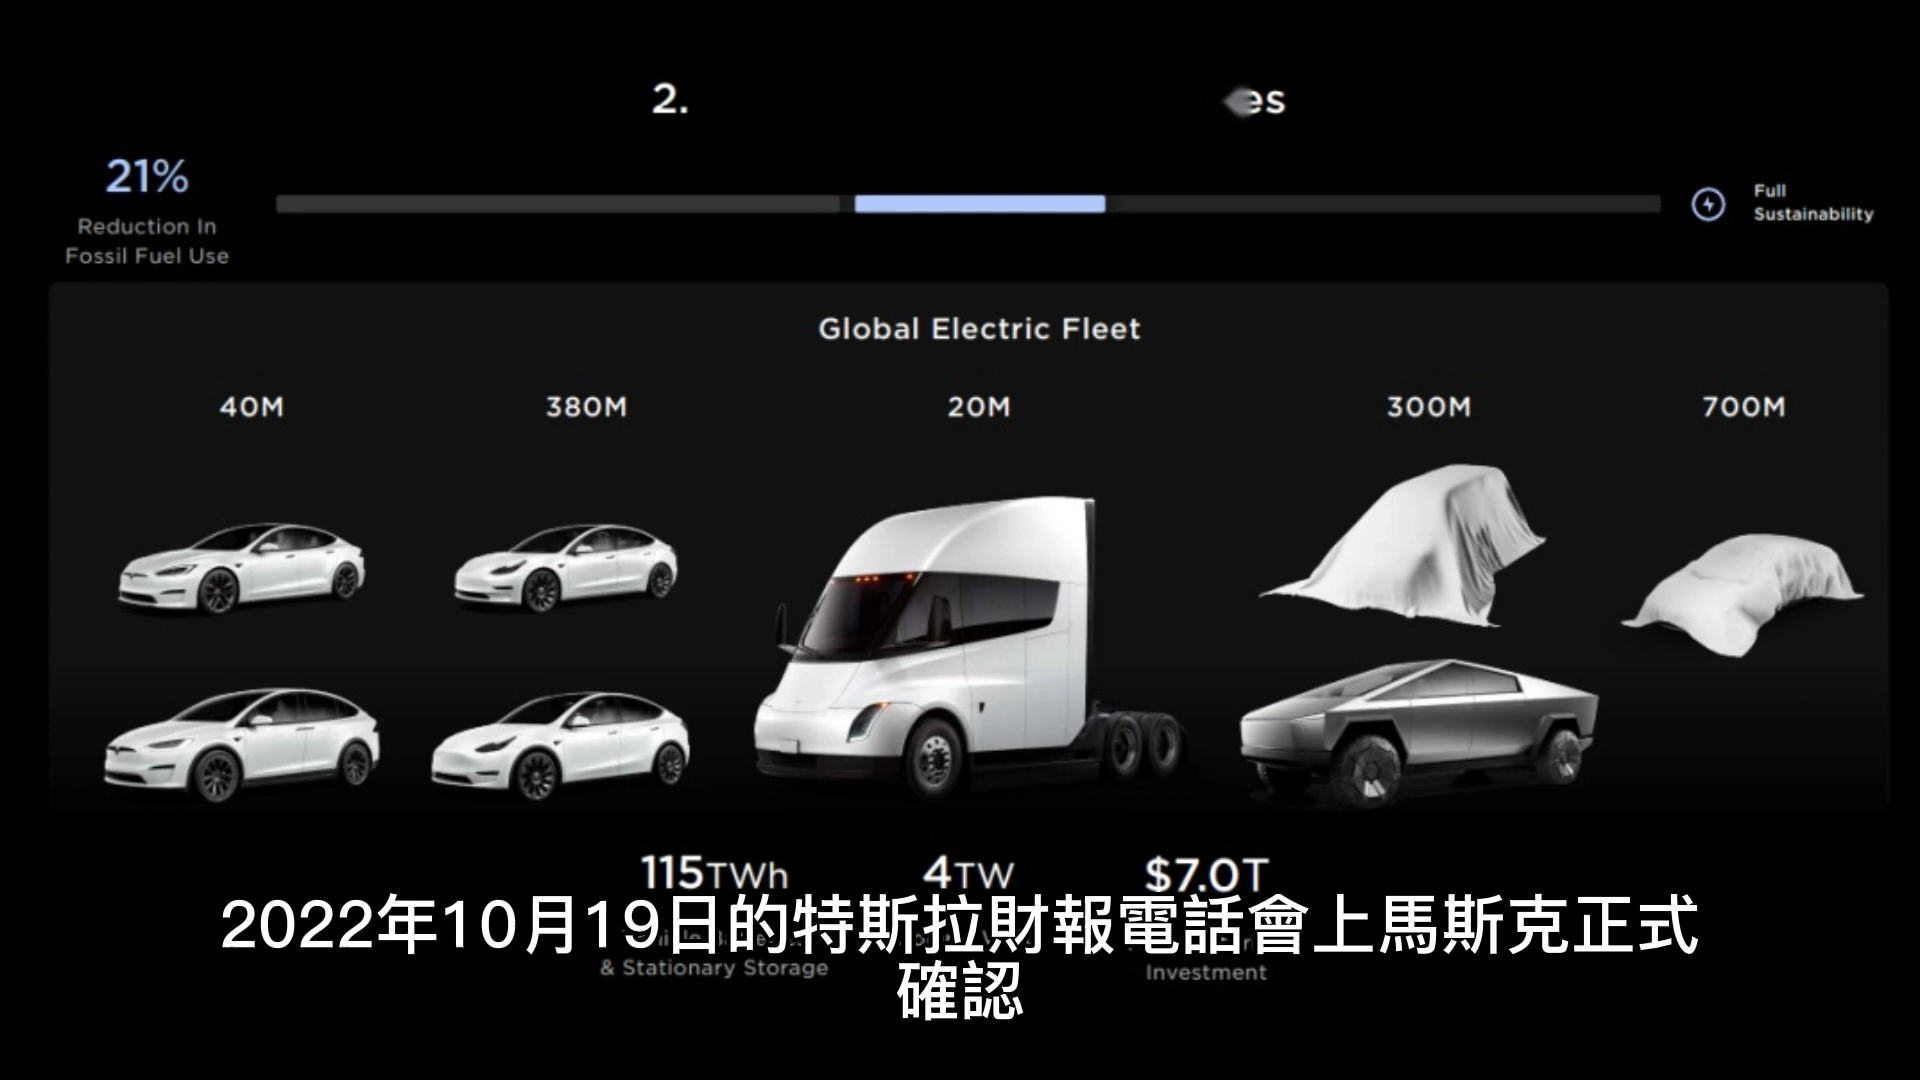 2.
es
21%
Reduction In
Fossil Fuel Use
Full
Sustainability
Global Electric Fleet
40M
380M
20M
300M
700M
115TWh
4TW
$7.0T
2022年10月19日的特斯拉財報電話會上馬斯克正式
確認
& Stationary Storage
Investment